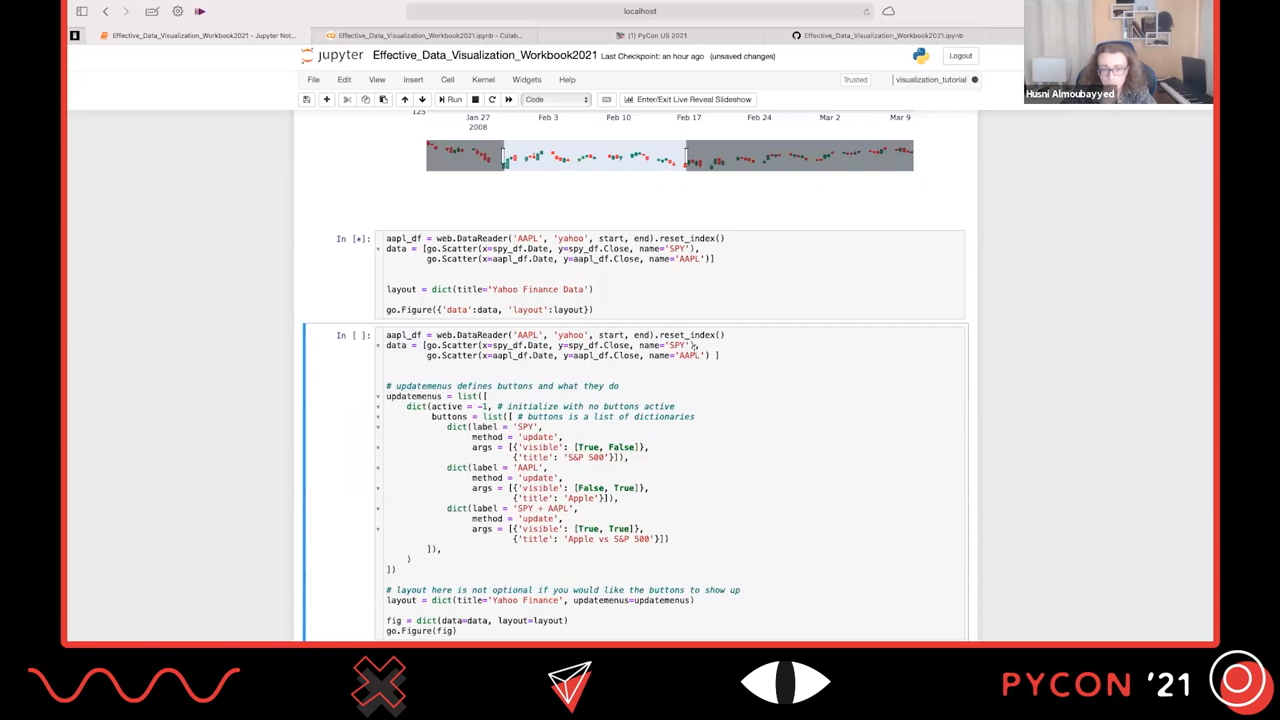 localhost
Effective_Data_Visualization_Workbook2021 - Jupyter Not...
Effective_Data_Visualization_Workbook2021.ipynb - Colab...
PyCon US 2021
Effective_Data_Visualization_Workbook2021.ipynb
jupyter Effective_Data_Visualization_Workbook2021 Last Checkpoint: an hour ago (unsaved changes) Logout
File Edit View Insert Cell Kernel Widgets Help Trusted visualization_tutorial
Run Code Enter/Exit Live Reveal Slideshow
Husni Almoubayyed
125
Jan 27 Feb 3 Feb 10 Feb 17 Feb 24 Mar 2 Mar 9
2008
In [*]: aapl_df = web.DataReader('AAPL', 'yahoo', start, end).reset_index()
data = [go.Scatter(x=spy_df.Date, y=spy_df.Close, name='SPY'),
go.Scatter(x=aapl_df.Date, y=aapl_df.Close, name='AAPL')]
layout = dict(title='Yahoo Finance Data')
go.Figure({'data':data, 'layout':layout})
In [ ]: aapl_df = web.DataReader('AAPL', 'yahoo', start, end).reset_index()
data = [go.Scatter(x=spy_df.Date, y=spy_df.Close, name='SPY'),
go.Scatter(x=aapl_df.Date, y=aapl_df.Close, name='AAPL') ]
# updatemenus defines buttons and what they do
updatemenus = list([
dict(active = -1, # initialize with no buttons active
buttons = list([ # buttons is a list of dictionaries
dict(label = 'SPY',
method = 'update',
args = [{'visible': [True, False]},
{'title': 'S&P 500'}]),
dict(label = 'AAPL',
method = 'update',
args = [{'visible': [False, True]},
{'title': 'Apple'}]),
dict(label = 'SPY + AAPL',
method = 'update',
args = [{'visible': [True, True]},
{'title': 'Apple vs S&P 500'}])
]),
)
])
# layout here is not optional if you would like the buttons to show up
layout = dict(title='Yahoo Finance', updatemenus=updatemenus)
fig = dict(data=data, layout=layout)
go.Figure(fig)
PYCON '21